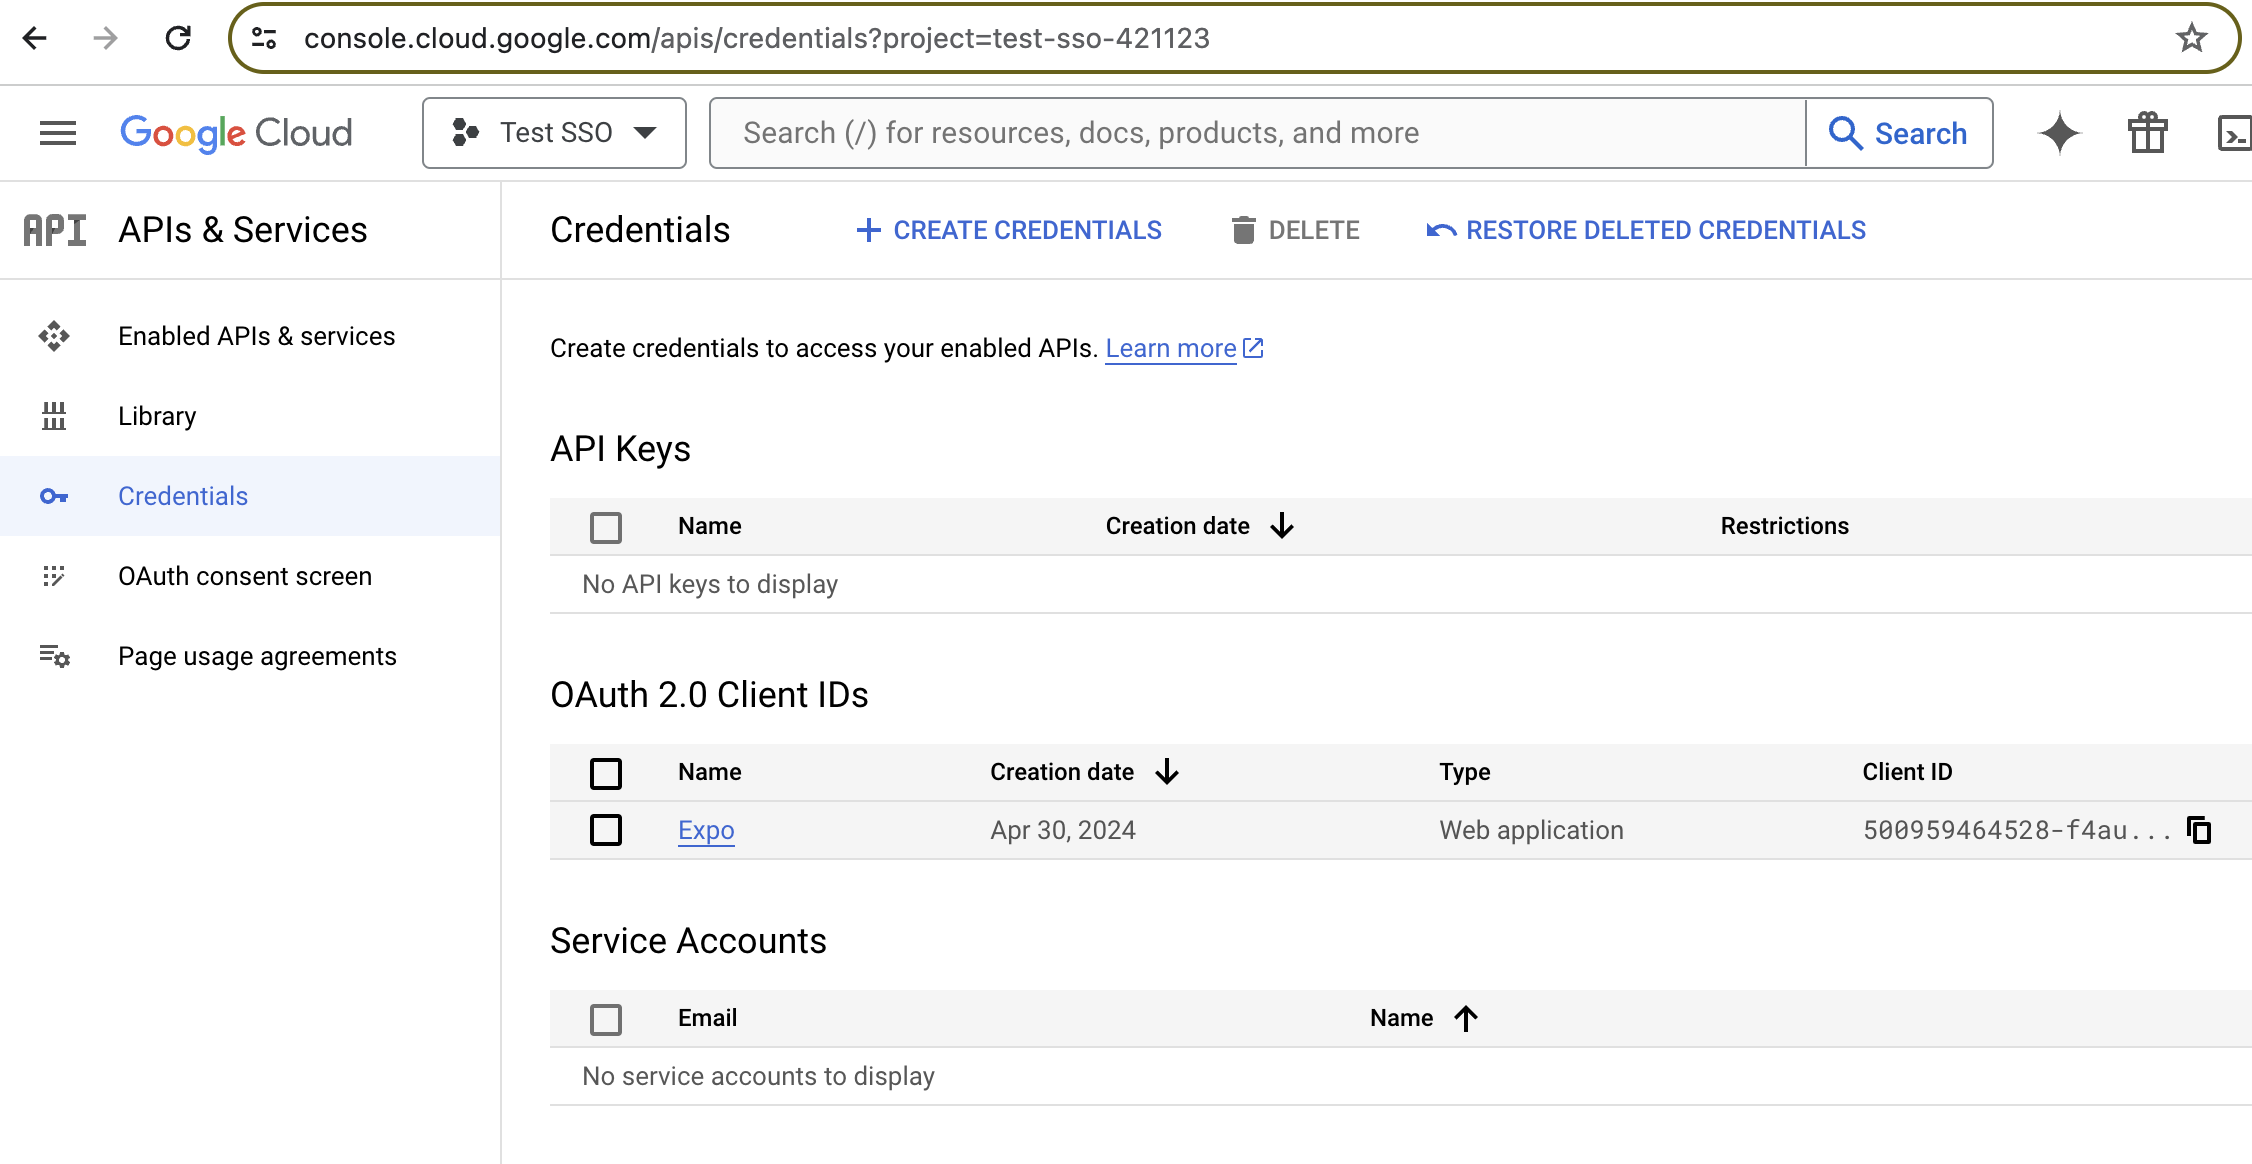 console.cloud.google.com/apis/credentials?project=test-sso-421123
Google Cloud
Test SSO
Search (/) for resources, docs, products, and more
Search
API APIs & Services
Credentials
CREATE CREDENTIALS
DELETE
RESTORE DELETED CREDENTIALS
Enabled APIs & services
Library
Credentials
OAuth consent screen
Page usage agreements
Create credentials to access your enabled APIs. Learn more
API Keys
Name Creation date Restrictions
No API keys to display
OAuth 2.0 Client IDs
Name Creation date Type Client ID
Expo Apr 30, 2024 Web application 500959464528-f4au...
Service Accounts
Email Name
No service accounts to display